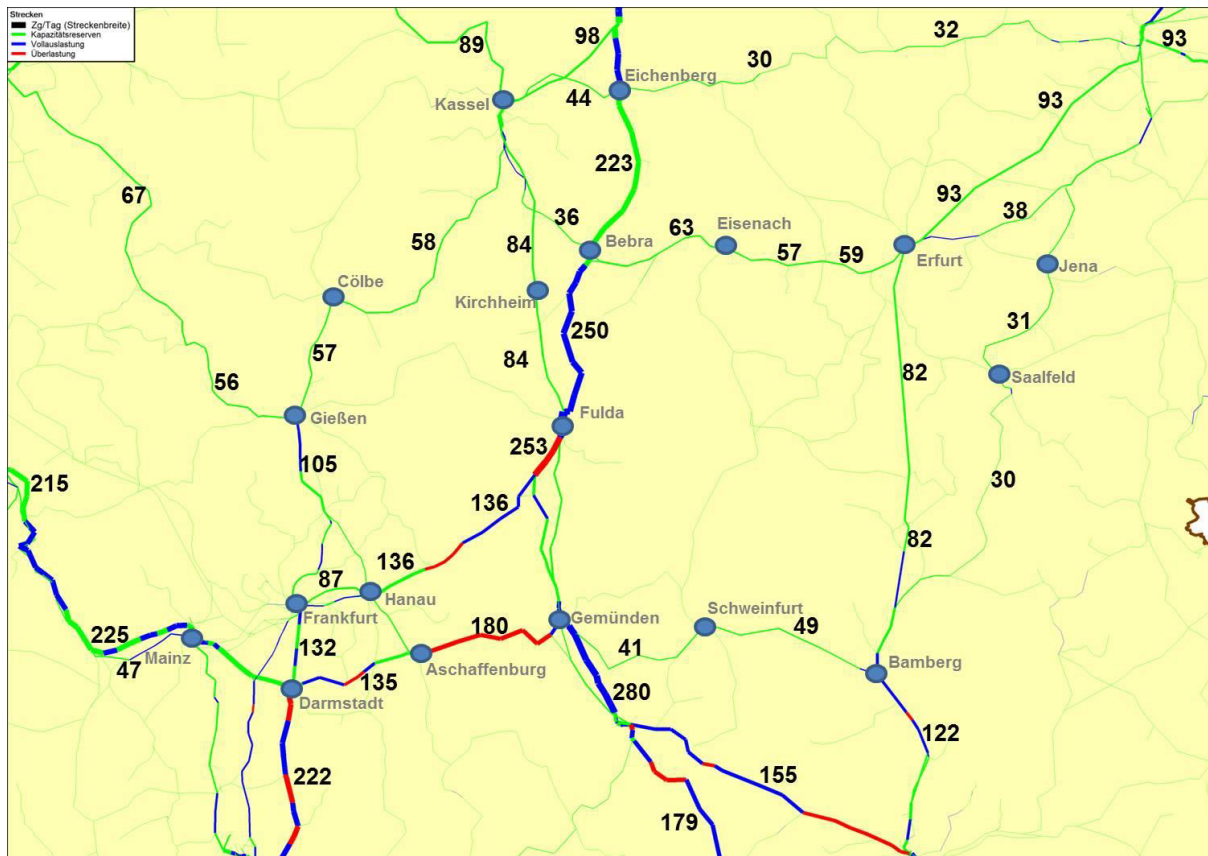 Strecken
Zg/Tag (Streckenbreite)
Kapazitätsreserven
Vollauslastung
Überlastung
89
98
32
93
30
Eichenberg
93
Kassel
44
223
67
93
38
36
63
Eisenach
58
84
Bebra
57
59
Erfurt
Jena
Cölbe
Kirchheim
31
250
57
84
82
Saalfeld
56
Gießen
Fulda
253
105
215
136
30
82
136
87
Hanau
Frankfurt
180
Gemünden
Schweinfurt
49
225
132
41
Mainz
47
Aschaffenburg
Bamberg
135
Darmstadt
280
122
222
155
179